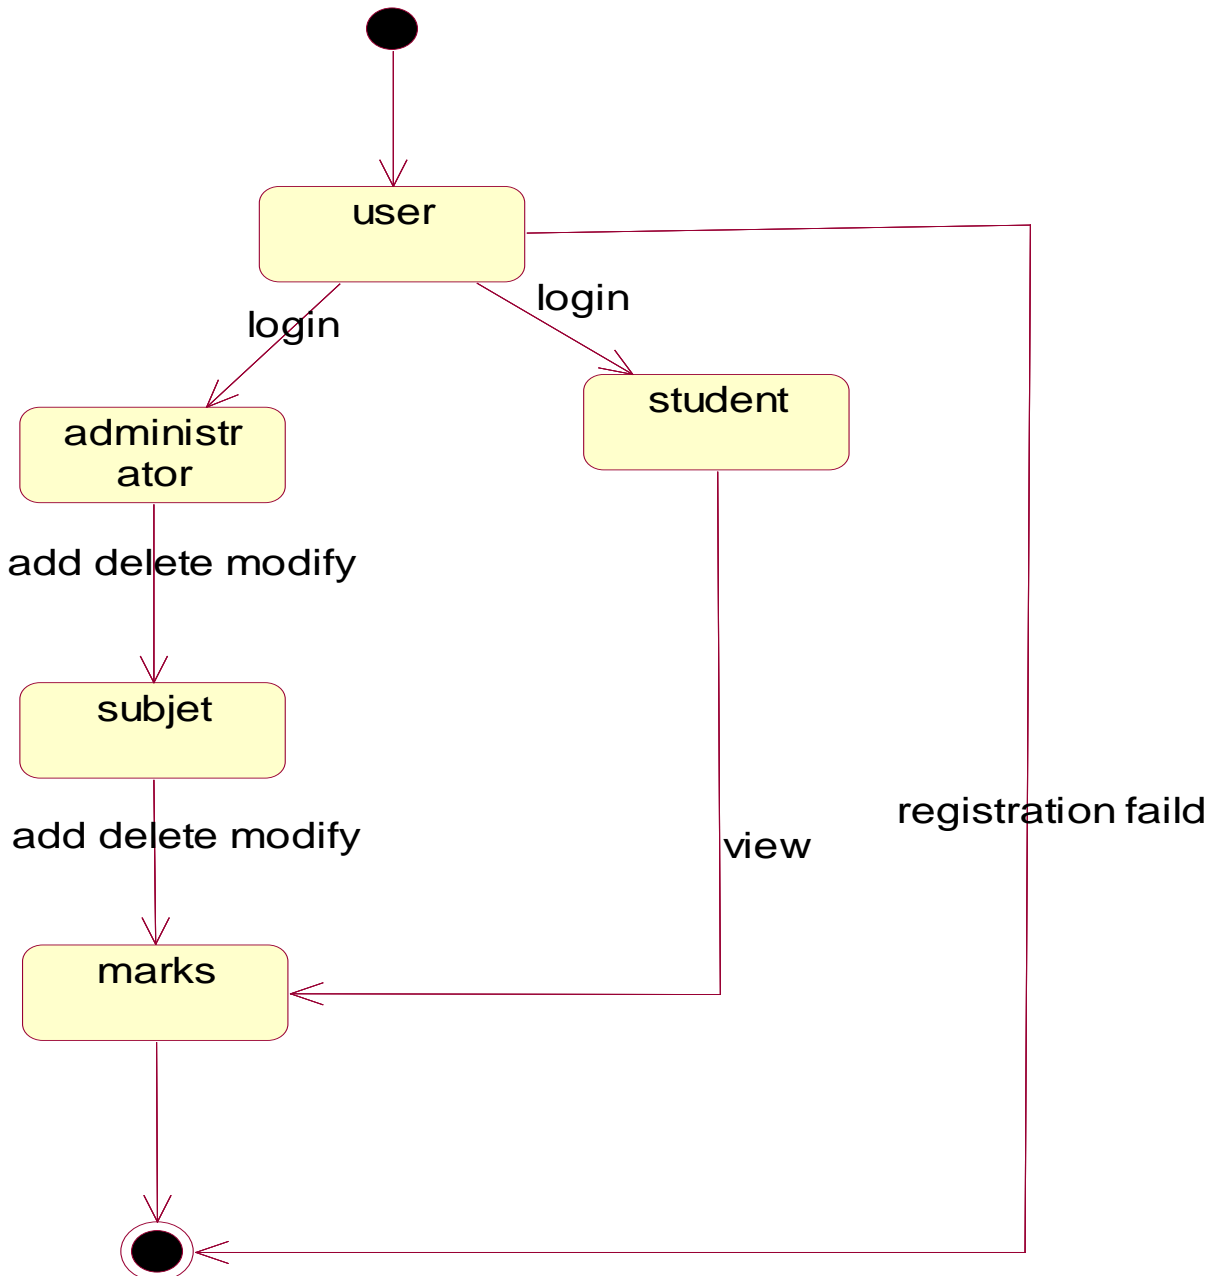 user
login
login
student
administr
ator
add delete modify
subjet
registration faild
add delete modify
view
marks